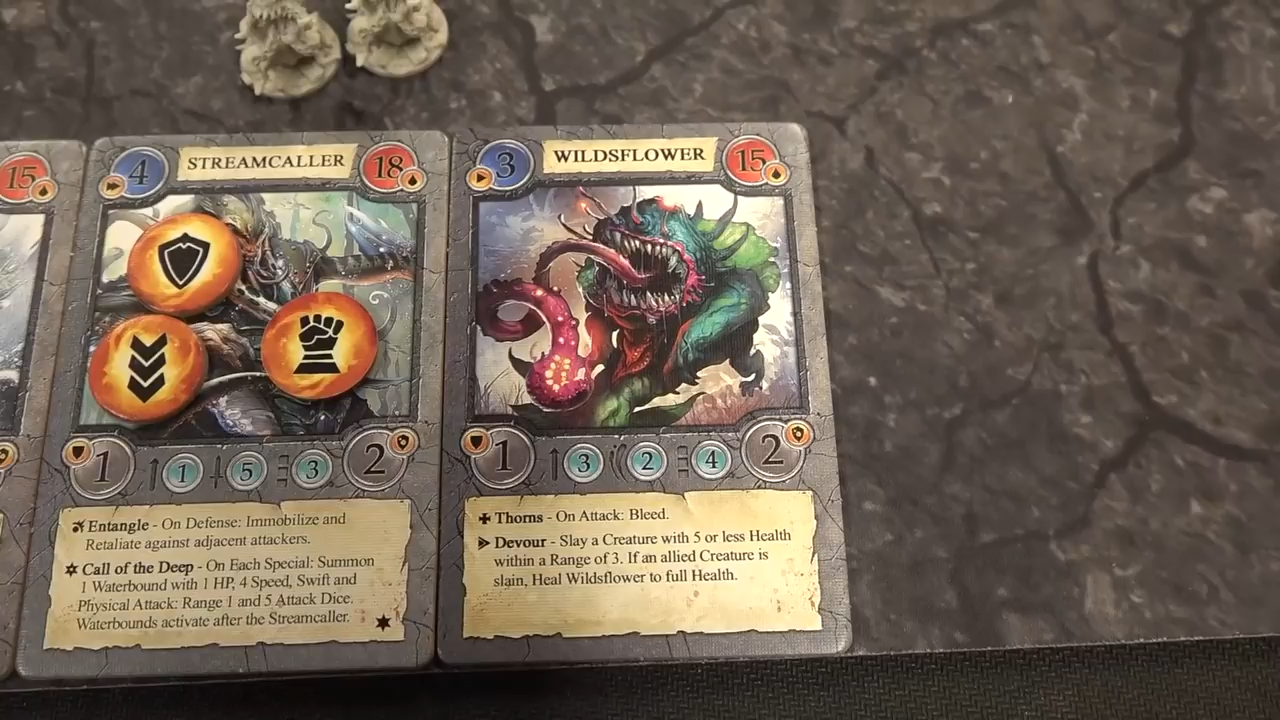 15
4 STREAMCALLER 18
1 1 5 3 2
Entangle - On Defense: Immobilize and
Retaliate against adjacent attackers.
Call of the Deep - On Each Special: Summon
1 Waterbound with 1 HP, 4 Speed, Swift and
Physical Attack: Range 1 and 5 Attack Dice.
Waterbounds activate after the Streamcaller.
3 WILDSFLOWER 15
1 3 2 4 2
Thorns - On Attack: Bleed.
Devour - Slay a Creature with 5 or less Health
within a Range of 3. If an allied Creature is
slain, Heal Wildsflower to full Health.